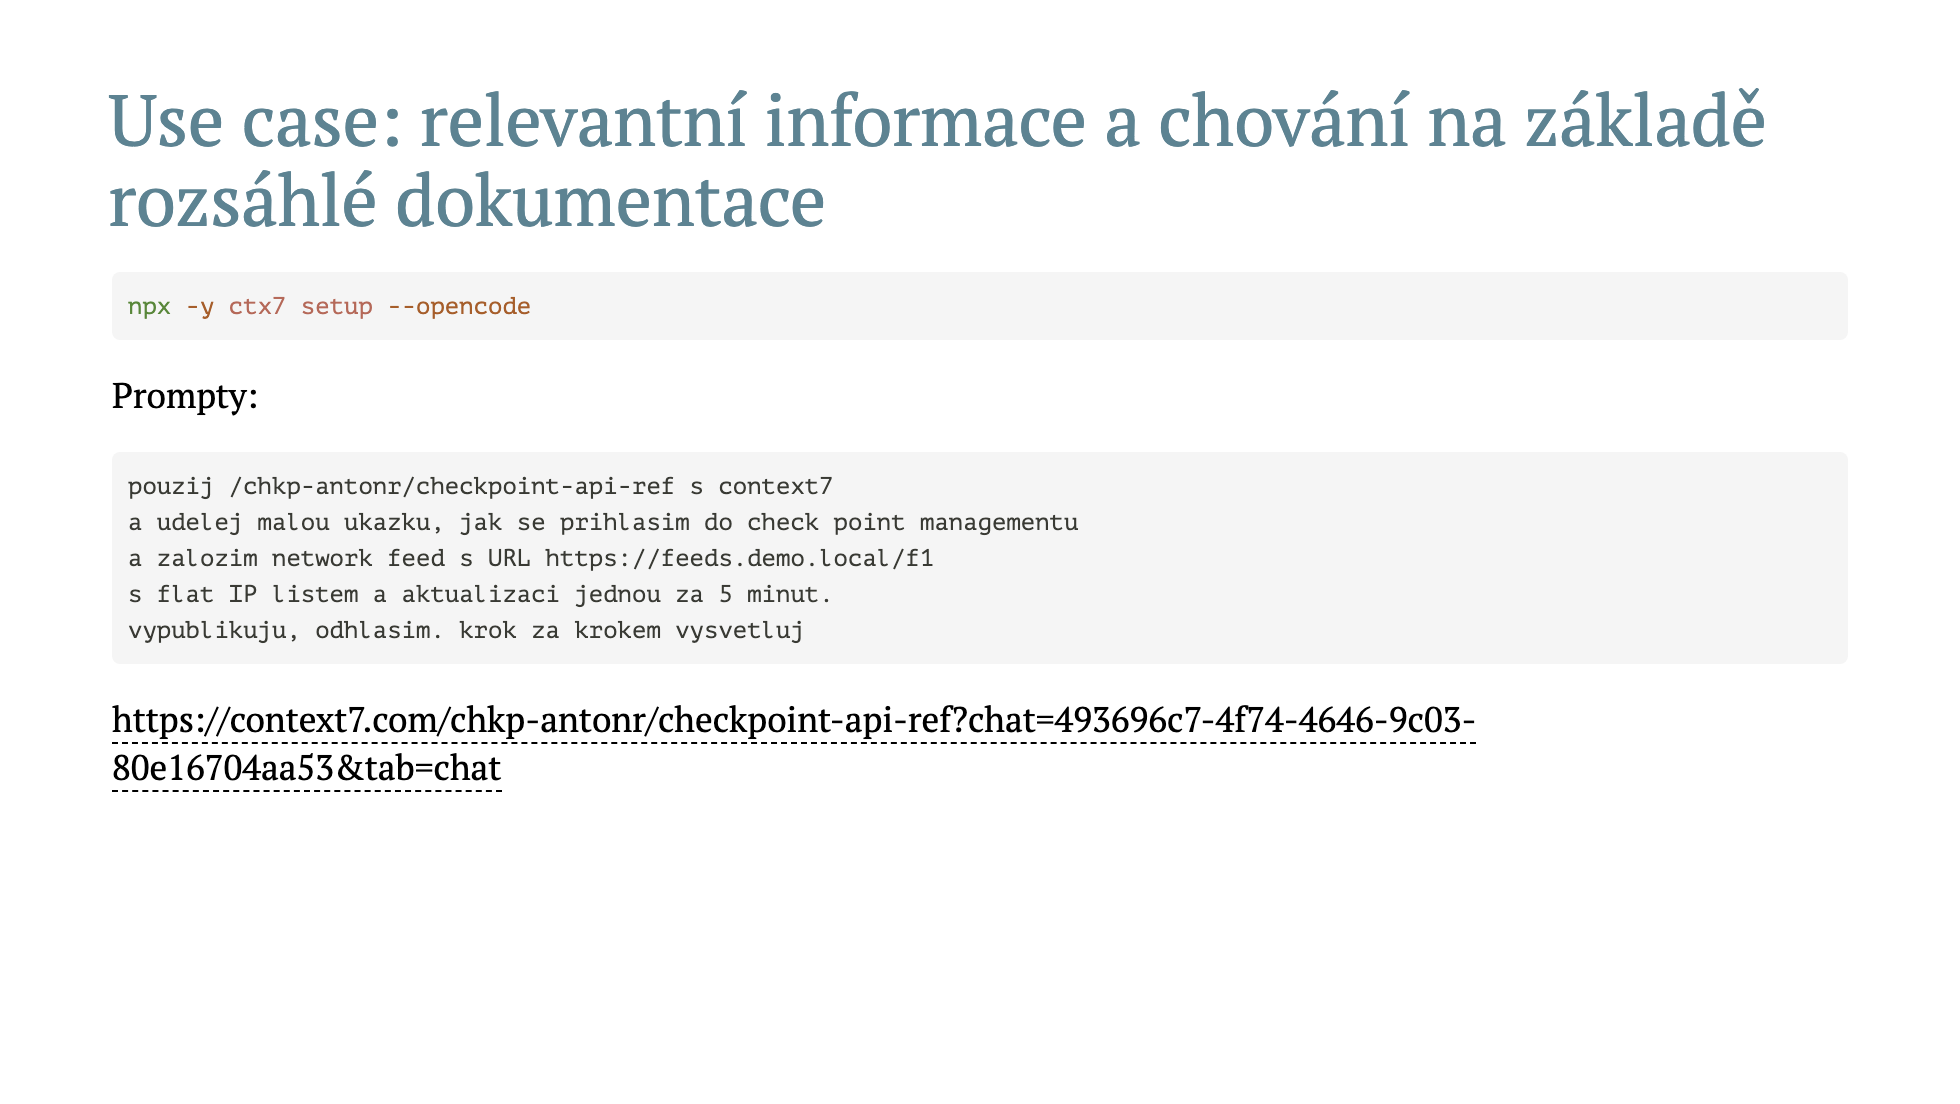 Use case: relevantní informace a chování na základě
rozsáhlé dokumentace
npx -y ctx7 setup --opencode
Prompty:
pouzij /chkp-antonr/checkpoint-api-ref s context7
a udelej malou ukazku, jak se prihlasim do check point managementu
a zalozim network feed s URL https://feeds.demo.local/f1
s flat IP listem a aktualizaci jednou za 5 minut.
vypublikuju, odhlasim. krok za krokem vysvetluj
https://context7.com/chkp-antonr/checkpoint-api-ref?chat=493696c7-4f74-4646-9c03-
80e16704aa53&tab=chat